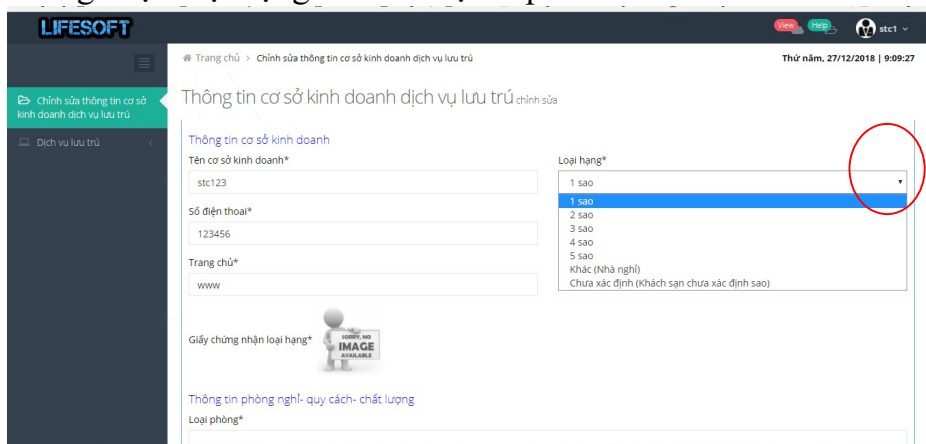 LIFESOFT
View
Help
stc1
Trang chủ > Chỉnh sửa thông tin cơ sở kinh doanh dịch vụ lưu trú
Thứ năm, 27/12/2018 | 9:09:27
Chỉnh sửa thông tin cơ sở
kinh doanh dịch vụ lưu trú
Dịch vụ lưu trú
Thông tin cơ sở kinh doanh dịch vụ lưu trú chỉnh sửa
Thông tin cơ sở kinh doanh
Tên cơ sở kinh doanh*
Loại hạng*
stc123
1 sao
1 sao
2 sao
3 sao
4 sao
5 sao
Khác (Nhà nghỉ)
Chưa xác định (Khách sạn chưa xác định sao)
Số điện thoại*
123456
Trang chủ*
www
Giấy chứng nhận loại hạng*
SORRY, NO
IMAGE
AVAILABLE
Thông tin phòng nghỉ- quy cách- chất lượng
Loại phòng*